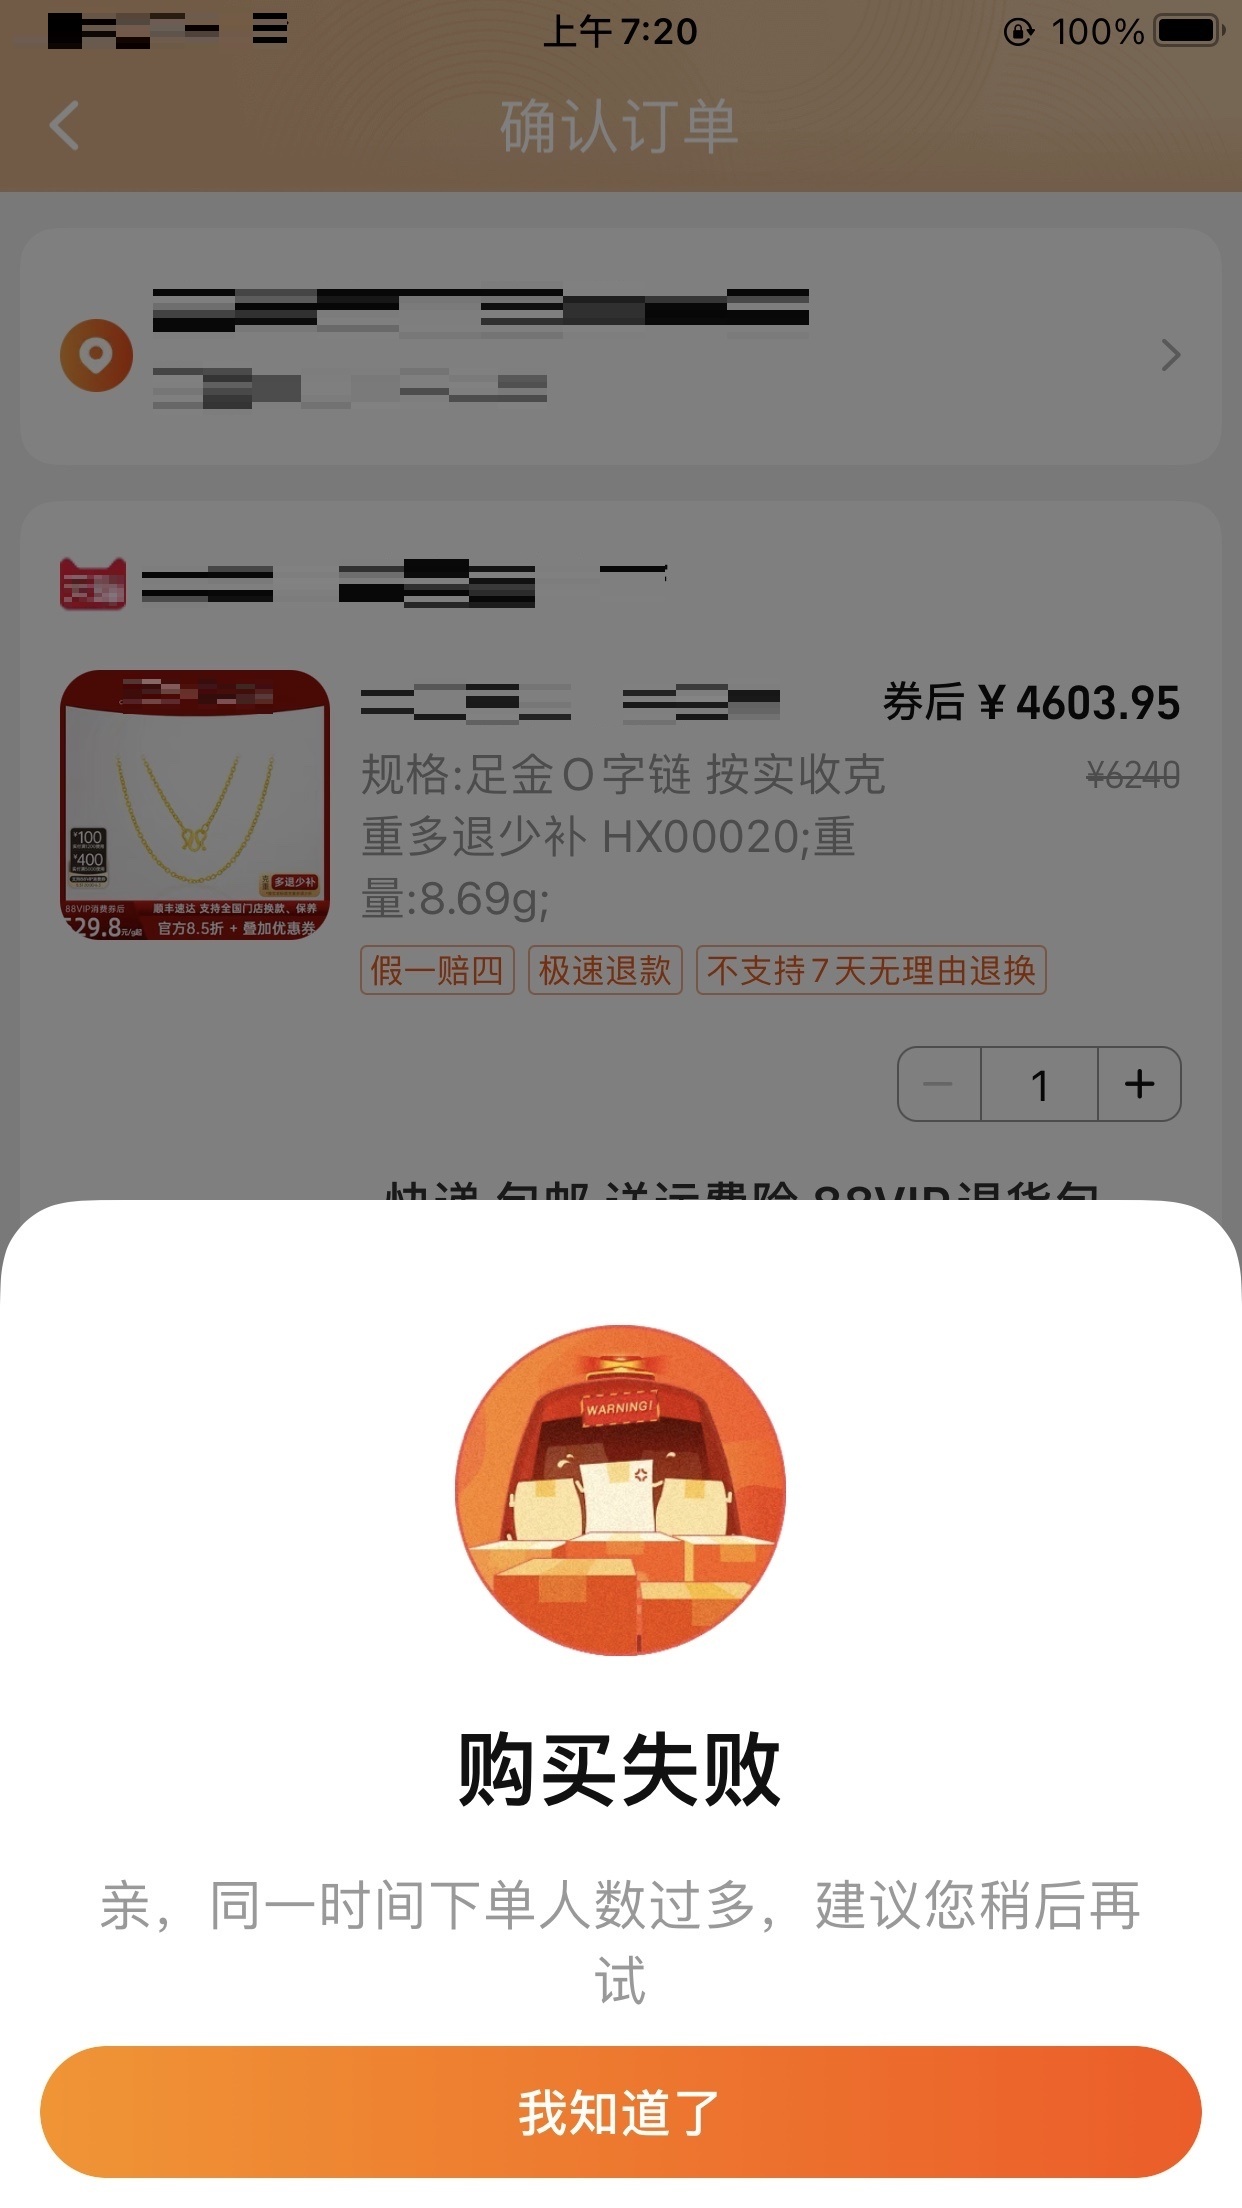 上午 7:20
100%
确认订单
券后 ¥ 4603.95
规格:足金O字链 按实收克
¥6240
重多退少补 HX00020;重
量:8.69g;
¥100
¥400
多退少补
88VIP消费券后
顺丰速达 支持全国门店换款、保养
529.8元/g起
官方8.5折 + 叠加优惠券
假一赔四
极速退款
不支持7天无理由退换
1
快递 包邮 送运费险 88VIP退货包
WARNING!
购买失败
亲，同一时间下单人数过多，建议您稍后再
试
我知道了